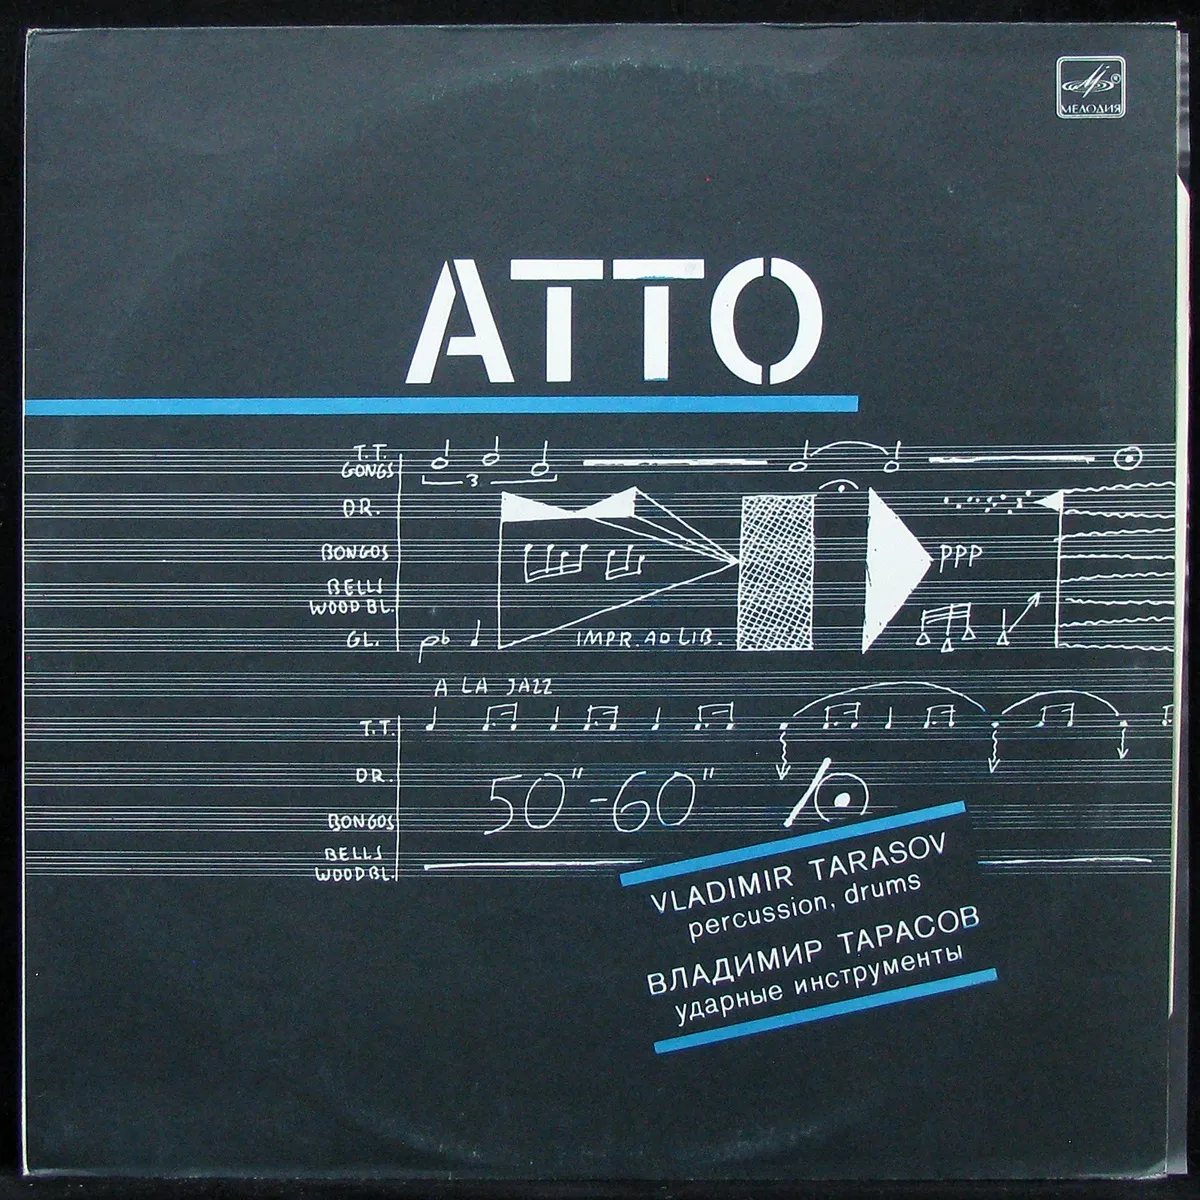 МЕЛОДИЯ
ATTO
T.T.
GONGS
3
DR.
BONGOS
PPP
BELLS
WOOD BL.
GL.
IMPR. AD LIB.
A LA JAZZ
T.T.
DR.
50"-60"
BONGOS
BELLS
WOOD BL.
VLADIMIR TARASOV
percussion, drums
ВЛАДИМИР ТАРАСОВ
ударные инструменты